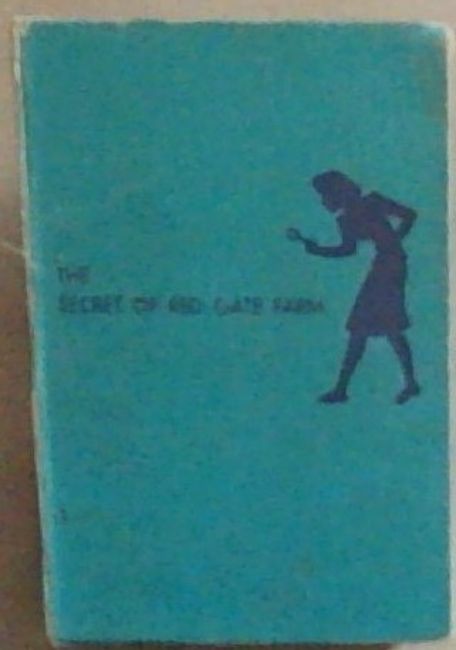 THE
SECRET OF RED GATE FARM